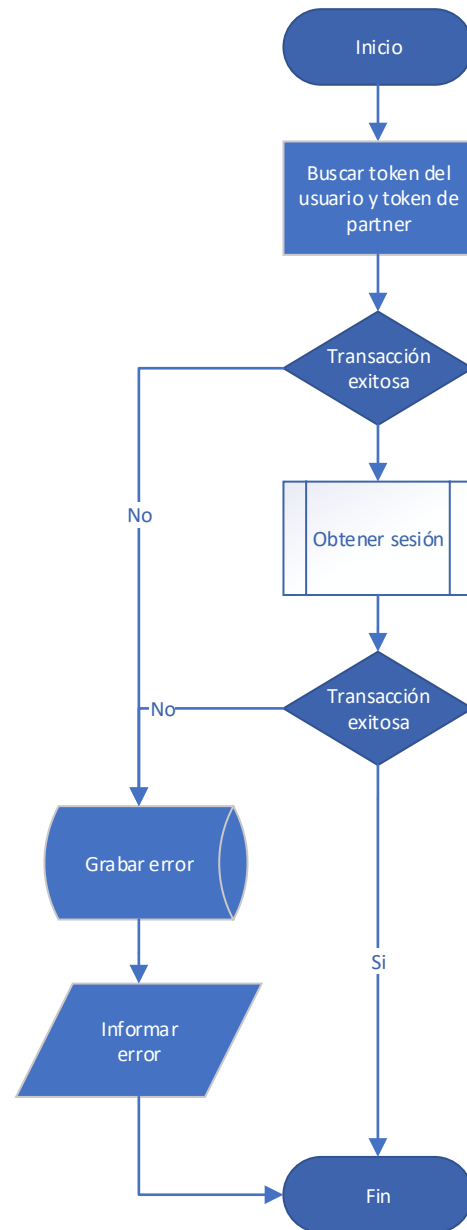 Inicio
Buscar token del
usuario y token de
partner
Transacción
exitosa
No
Obtener sesión
Transacción
exitosa
No
Grabar error
Si
Informar
error
Fin